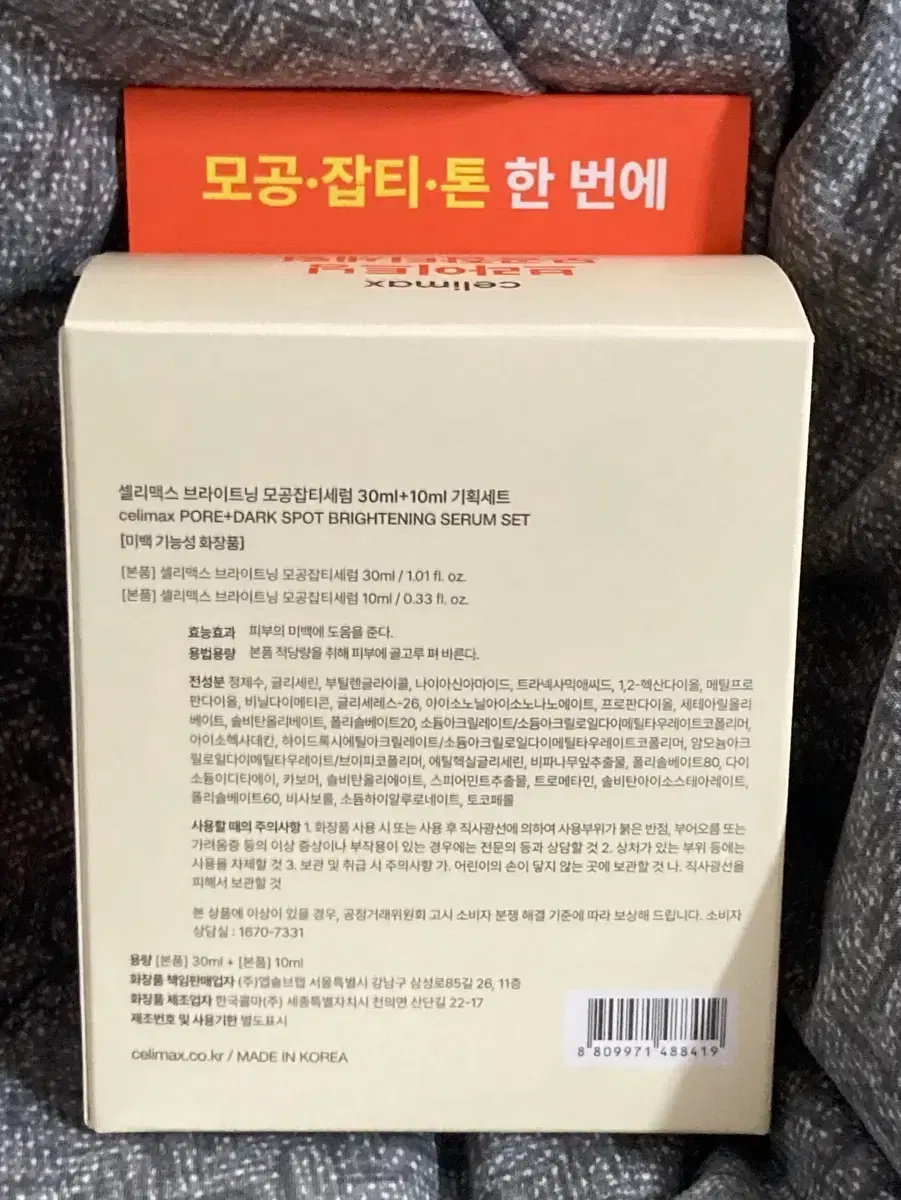 모공·잡티·톤 한 번에
celimax
브라이트닝
모공잡티세럼
셀리맥스 브라이트닝 모공잡티세럼 30ml+10ml 기획세트
celimax PORE+DARK SPOT BRIGHTENING SERUM SET
[미백 기능성 화장품]
[본품] 셀리맥스 브라이트닝 모공잡티세럼 30ml / 1.01 fl. oz.
[본품] 셀리맥스 브라이트닝 모공잡티세럼 10ml / 0.33 fl. oz.
효능효과 피부의 미백에 도움을 준다.
용법용량 본품 적당량을 취해 피부에 골고루 펴 바른다.
전성분 정제수, 글리세린, 부틸렌글라이콜, 나이아신아마이드, 트라넥사믹애씨드, 1,2-헥산다이올, 메틸프로
판다이올, 비닐다이메티콘, 글리세레스-26, 아이소노닐아이소노나노에이트, 프로판다이올, 세테아릴올리
베이트, 솔비탄올리베이트, 폴리솔베이트20, 소듐아크릴레이트/소듐아크릴로일다이메틸타우레이트코폴리머,
아이소헥사데칸, 하이드록시에틸아크릴레이트/소듐아크릴로일다이메틸타우레이트코폴리머, 암모늄아크
릴로일다이메틸타우레이트/브이피코폴리머, 에틸헥실글리세린, 비파나무잎추출물, 폴리솔베이트80, 다이
소듐이디티에이, 카보머, 솔비탄올리에이트, 스피어민트추출물, 트로메타민, 솔비탄아이소스테아레이트,
폴리솔베이트60, 비사보롤, 소듐하이알루로네이트, 토코페롤
사용할 때의 주의사항 1. 화장품 사용 시 또는 사용 후 직사광선에 의하여 사용부위가 붉은 반점, 부어오름 또는
가려움증 등의 이상 증상이나 부작용이 있는 경우에는 전문의 등과 상담할 것 2. 상처가 있는 부위 등에는
사용을 자제할 것 3. 보관 및 취급 시 주의사항 가. 어린이의 손이 닿지 않는 곳에 보관할 것 나. 직사광선을
피해서 보관할 것
본 상품에 이상이 있을 경우, 공정거래위원회 고시 소비자 분쟁 해결 기준에 따라 보상해 드립니다. 소비자
상담실 : 1670-7331
용량 [본품] 30ml + [본품] 10ml
화장품 책임판매업자 (주)앱솔브랩 서울특별시 강남구 삼성로85길 26, 11층
화장품 제조업자 한국콜마(주) 세종특별자치시 전의면 산단길 22-17
제조번호 및 사용기한 별도표시
celimax.co.kr / MADE IN KOREA
8 809971 488419